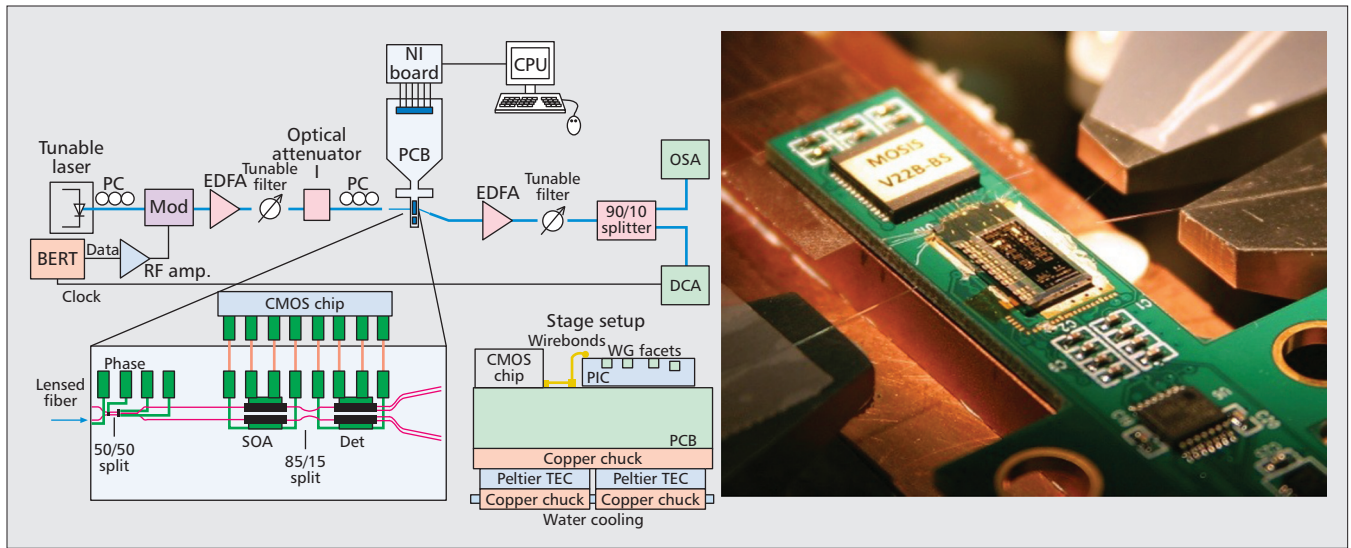 NI
board
CPU
PCB
Tunable
laser
PC
Mod
EDFA
Tunable
filter
Optical
attenuator
PC
EDFA
Tunable
filter
90/10
splitter
OSA
DCA
BERT
Data
RF amp.
Clock
CMOS chip
Phase
Lensed
fiber
50/50
split
SOA
85/15
split
Det
Stage setup
Wirebonds
CMOS
chip
WG facets
PIC
PCB
Copper chuck
Peltier TEC
Peltier TEC
Copper chuck
Copper chuck
Water cooling
MOSIS
V22B-BS
C1
C2